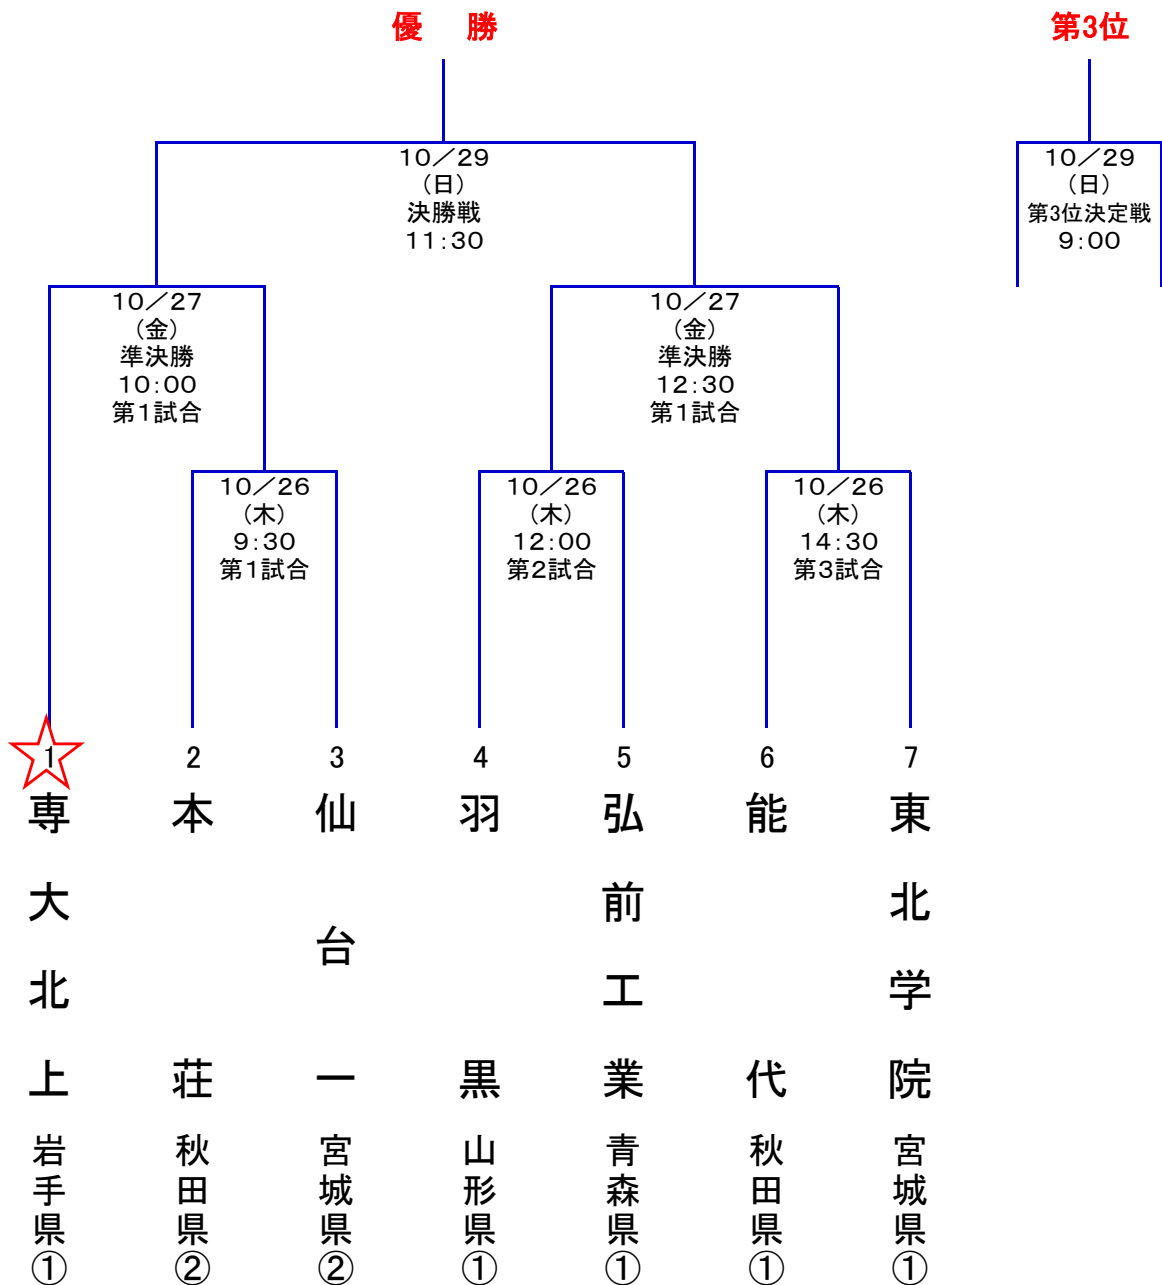 優　勝
第3位
10／29
（日）
決勝戦
11:30
10／29
（日）
第3位決定戦
9:00
10／27
（金）
準決勝
10:00
第1試合
10／27
（金）
準決勝
12:30
第1試合
10／26
（木）
9:30
第1試合
10／26
（木）
12:00
第2試合
10／26
（木）
14:30
第3試合
1
専大北上
岩手県①
2
本荘
秋田県②
3
仙台一
宮城県②
4
羽黒
山形県①
5
弘前工業
青森県①
6
能代
秋田県①
7
東北学院
宮城県①